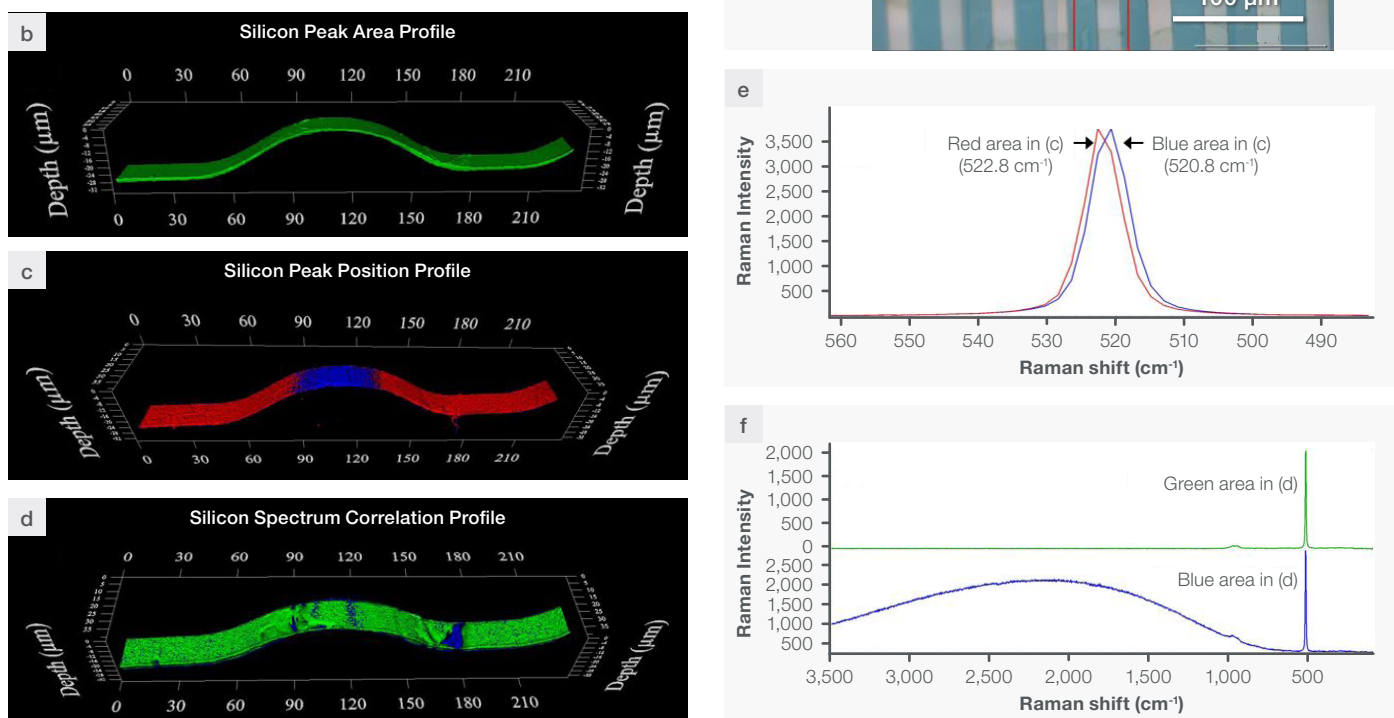 b
Silicon Peak Area Profile
0 30 60 90 120 150 180 210
Depth (μm)
Depth (μm)
0 30 60 90 120 150 180 210
c
Silicon Peak Position Profile
0 30 60 90 120 150 180 210
Depth (μm)
Depth (μm)
0 30 60 90 120 150 180 210
d
Silicon Spectrum Correlation Profile
0 30 60 90 120 150 180 210
Depth (μm)
Depth (μm)
0 30 60 90 120 150 180 210
e
Raman Intensity
3,500
3,000
2,500
2,000
1,500
1,000
500
Red area in (c)
(522.8 cm⁻¹)
Blue area in (c)
(520.8 cm⁻¹)
560 550 540 530 520 510 500 490
Raman shift (cm⁻¹)
f
Raman Intensity
2,000
1,500
1,000
500
0
Green area in (d)
2,500
2,000
1,500
1,000
500
Blue area in (d)
3,500 3,000 2,500 2,000 1,500 1,000 500
Raman shift (cm⁻¹)